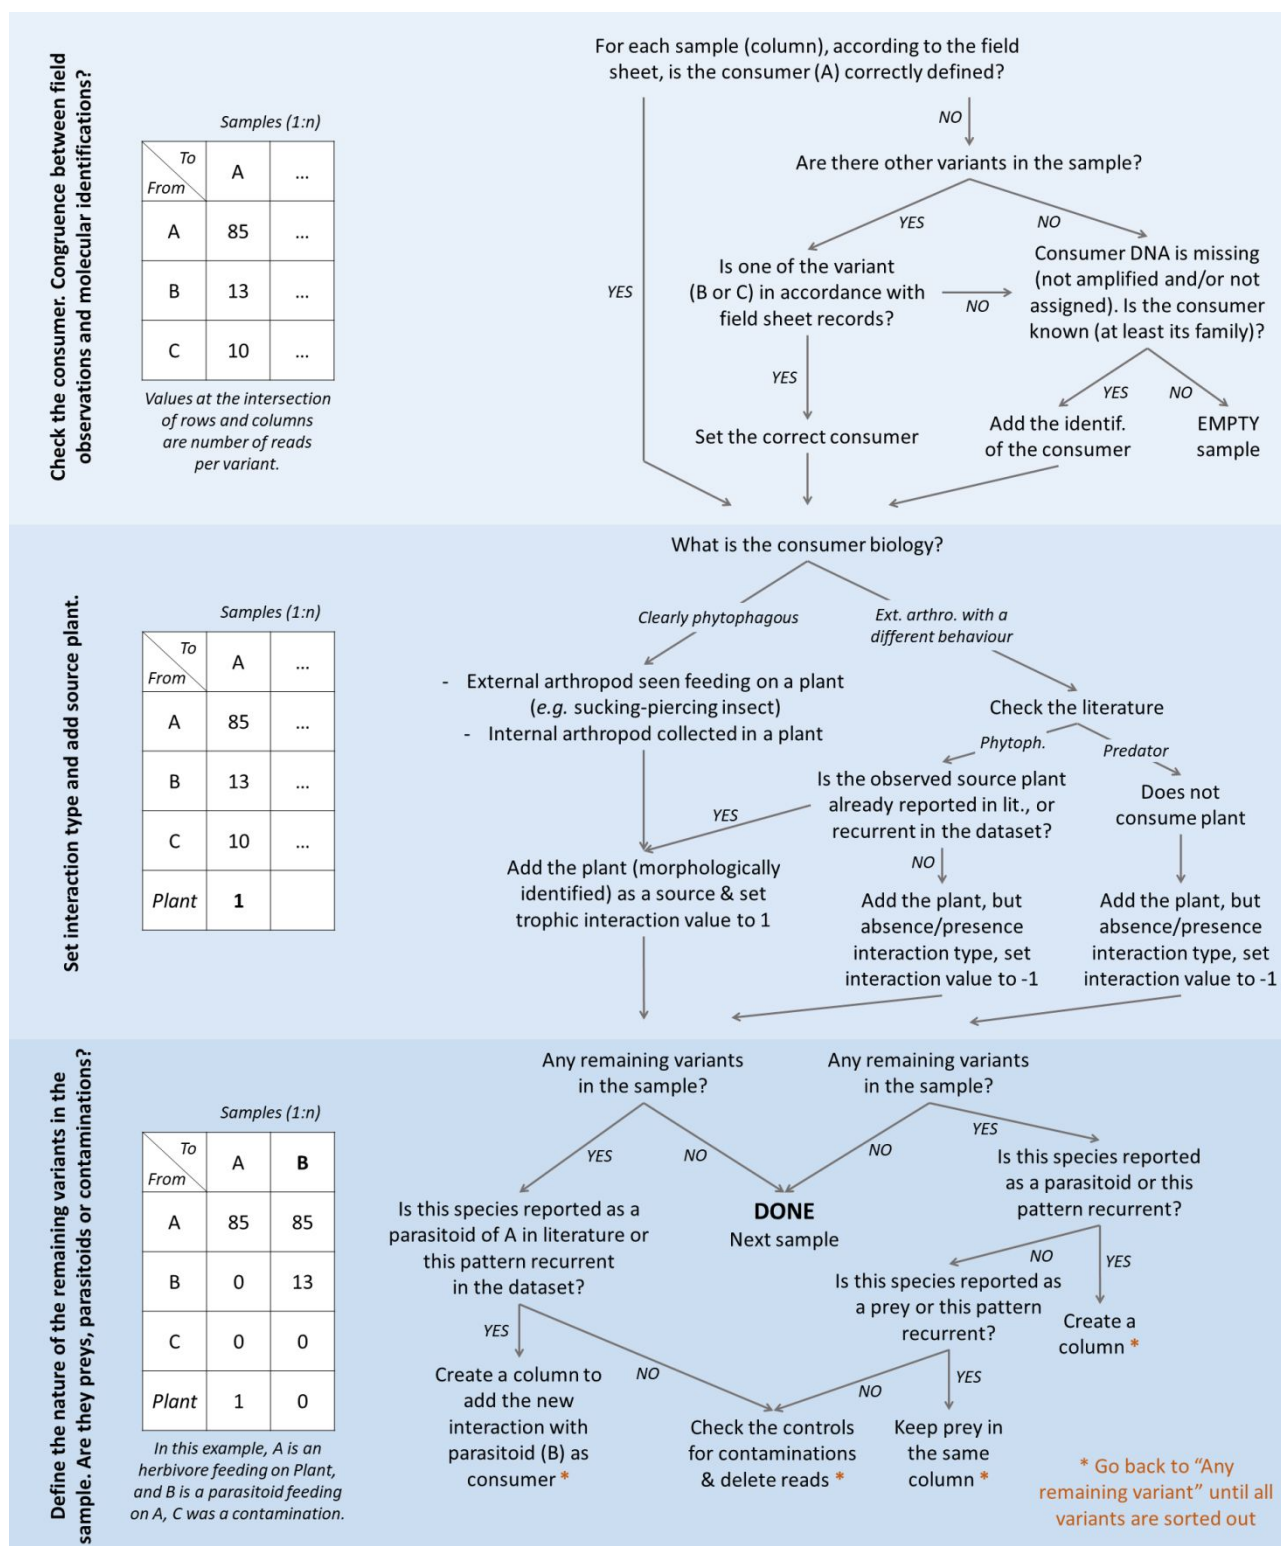 Check the consumer. Congruence between field
observations and molecular identifications?
Samples (1:n)
To
From
A
...
A
85
...
B
13
...
C
10
...
Values at the intersection
of rows and columns
are number of reads
per variant.
For each sample (column), according to the field
sheet, is the consumer (A) correctly defined?
NO
YES
Are there other variants in the sample?
YES
NO
Is one of the variant
(B or C) in accordance with
field sheet records?
NO
Consumer DNA is missing
(not amplified and/or not
assigned). Is the consumer
known (at least its family)?
YES
YES
NO
Set the correct consumer
Add the identif.
of the consumer
EMPTY
sample
Set interaction type and add source plant.
Samples (1:n)
To
From
A
...
A
85
...
B
13
...
C
10
...
Plant
1
What is the consumer biology?
Clearly phytophagous
Ext. arthro. with a
different behaviour
- External arthropod seen feeding on a plant
(e.g. sucking-piercing insect)
- Internal arthropod collected in a plant
Check the literature
Phytoph.
Predator
Is the observed source plant
already reported in lit., or
recurrent in the dataset?
YES
NO
Does not
consume plant
Add the plant (morphologically
identified) as a source & set
trophic interaction value to 1
Add the plant, but
absence/presence
interaction type, set
interaction value to -1
Add the plant, but
absence/presence
interaction type, set
interaction value to -1
Define the nature of the remaining variants in the
sample. Are they preys, parasitoids or contaminations?
Samples (1:n)
To
From
A
B
A
85
85
B
0
13
C
0
0
Plant
1
0
In this example, A is an
herbivore feeding on Plant,
and B is a parasitoid feeding
on A, C was a contamination.
Any remaining variants
in the sample?
Any remaining variants
in the sample?
YES
NO
NO
YES
Is this species reported as a
parasitoid of A in literature or
this pattern recurrent
in the dataset?
DONE
Next sample
Is this species reported
as a parasitoid or this
pattern recurrent?
NO
YES
Is this species reported as
a prey or this pattern
recurrent?
Create a
column *
YES
NO
NO
YES
Create a column to
add the new
interaction with
parasitoid (B) as
consumer *
Check the controls
for contaminations
& delete reads *
Keep prey in
the same
column *
* Go back to “Any
remaining variant” until all
variants are sorted out